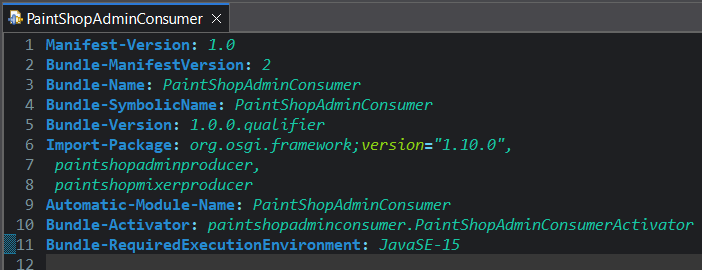 PaintShopAdminConsumer
1 Manifest-Version: 1.0
2 Bundle-ManifestVersion: 2
3 Bundle-Name: PaintShopAdminConsumer
4 Bundle-SymbolicName: PaintShopAdminConsumer
5 Bundle-Version: 1.0.0.qualifier
6 Import-Package: org.osgi.framework;version="1.10.0",
7 paintshopadminproducer,
8 paintshopmixerproducer
9 Automatic-Module-Name: PaintShopAdminConsumer
10 Bundle-Activator: paintshopadminconsumer.PaintShopAdminConsumerActivator
11 Bundle-RequiredExecutionEnvironment: JavaSE-15
12